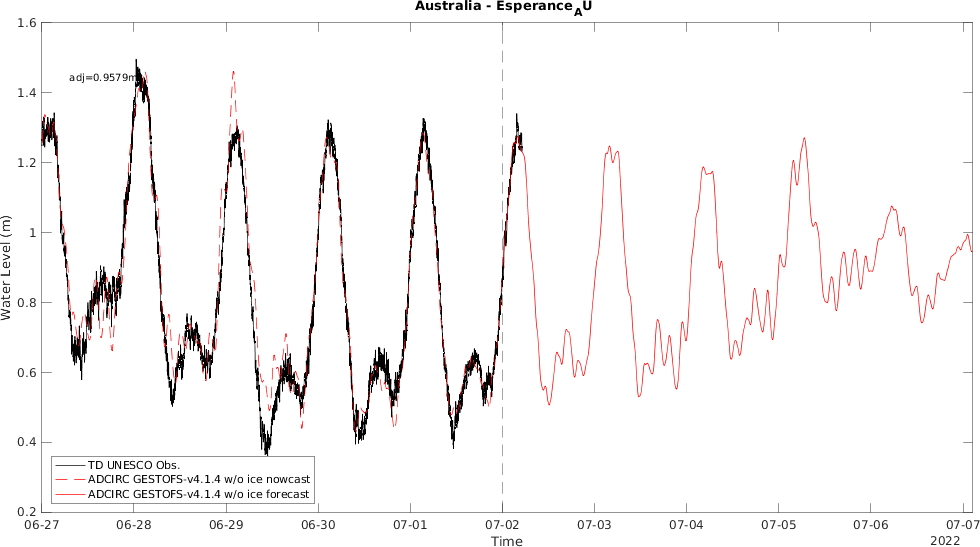 Australia - Esperance_AU
1.6
1.4
1.2
1
0.8
0.6
0.4
0.2
Water Level (m)
adj=0.9579m
TD UNESCO Obs.
ADCIRC GESTOFS-v4.1.4 w/o ice nowcast
ADCIRC GESTOFS-v4.1.4 w/o ice forecast
06-27 06-28 06-29 06-30 07-01 07-02 07-03 07-04 07-05 07-06 07-07
Time
2022